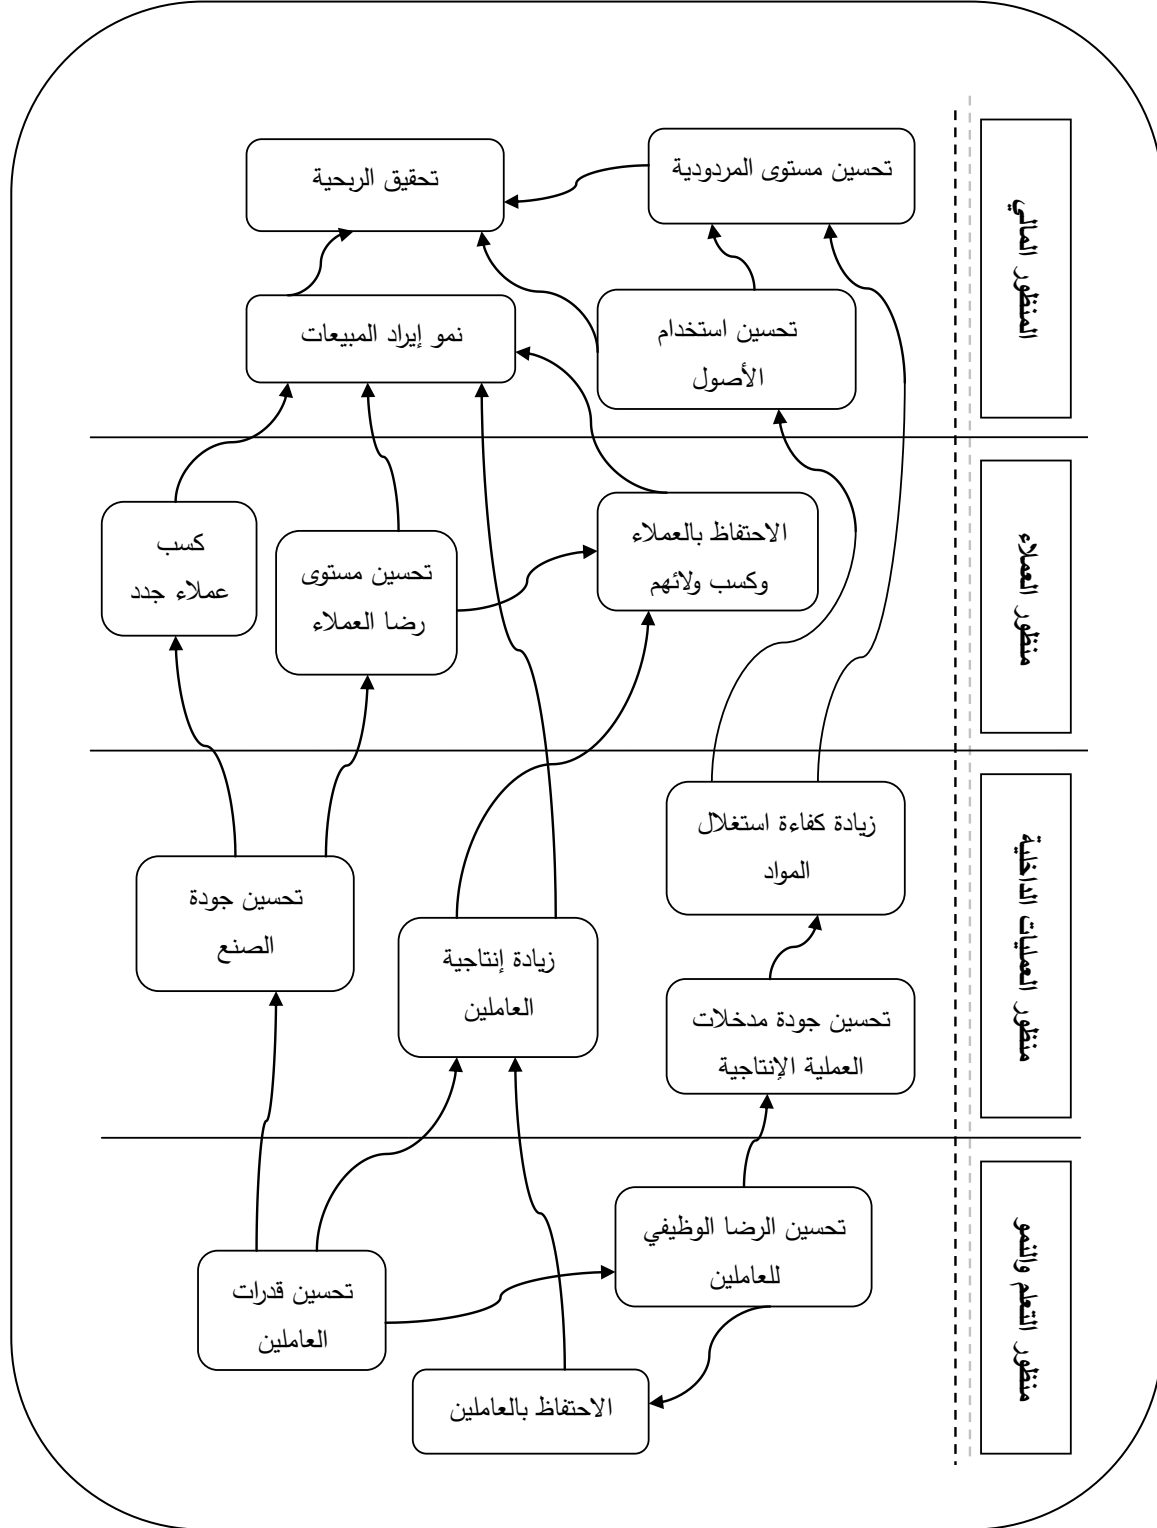 المنظور المالي
تحسين مستوى المردودية
تحقيق الربحية
تحسين استخدام
الأصول
نمو إيراد المبيعات
منظور العملاء
الاحتفاظ بالعملاء
وكسب ولائهم
تحسين مستوى
رضا العملاء
كسب
عملاء جدد
منظور العمليات الداخلية
زيادة كفاءة استغلال
المواد
تحسين جودة
الصنع
زيادة إنتاجية
العاملين
تحسين جودة مدخلات
العملية الإنتاجية
منظور التعلم والنمو
تحسين الرضا الوظيفي
للعاملين
تحسين قدرات
العاملين
الاحتفاظ بالعاملين